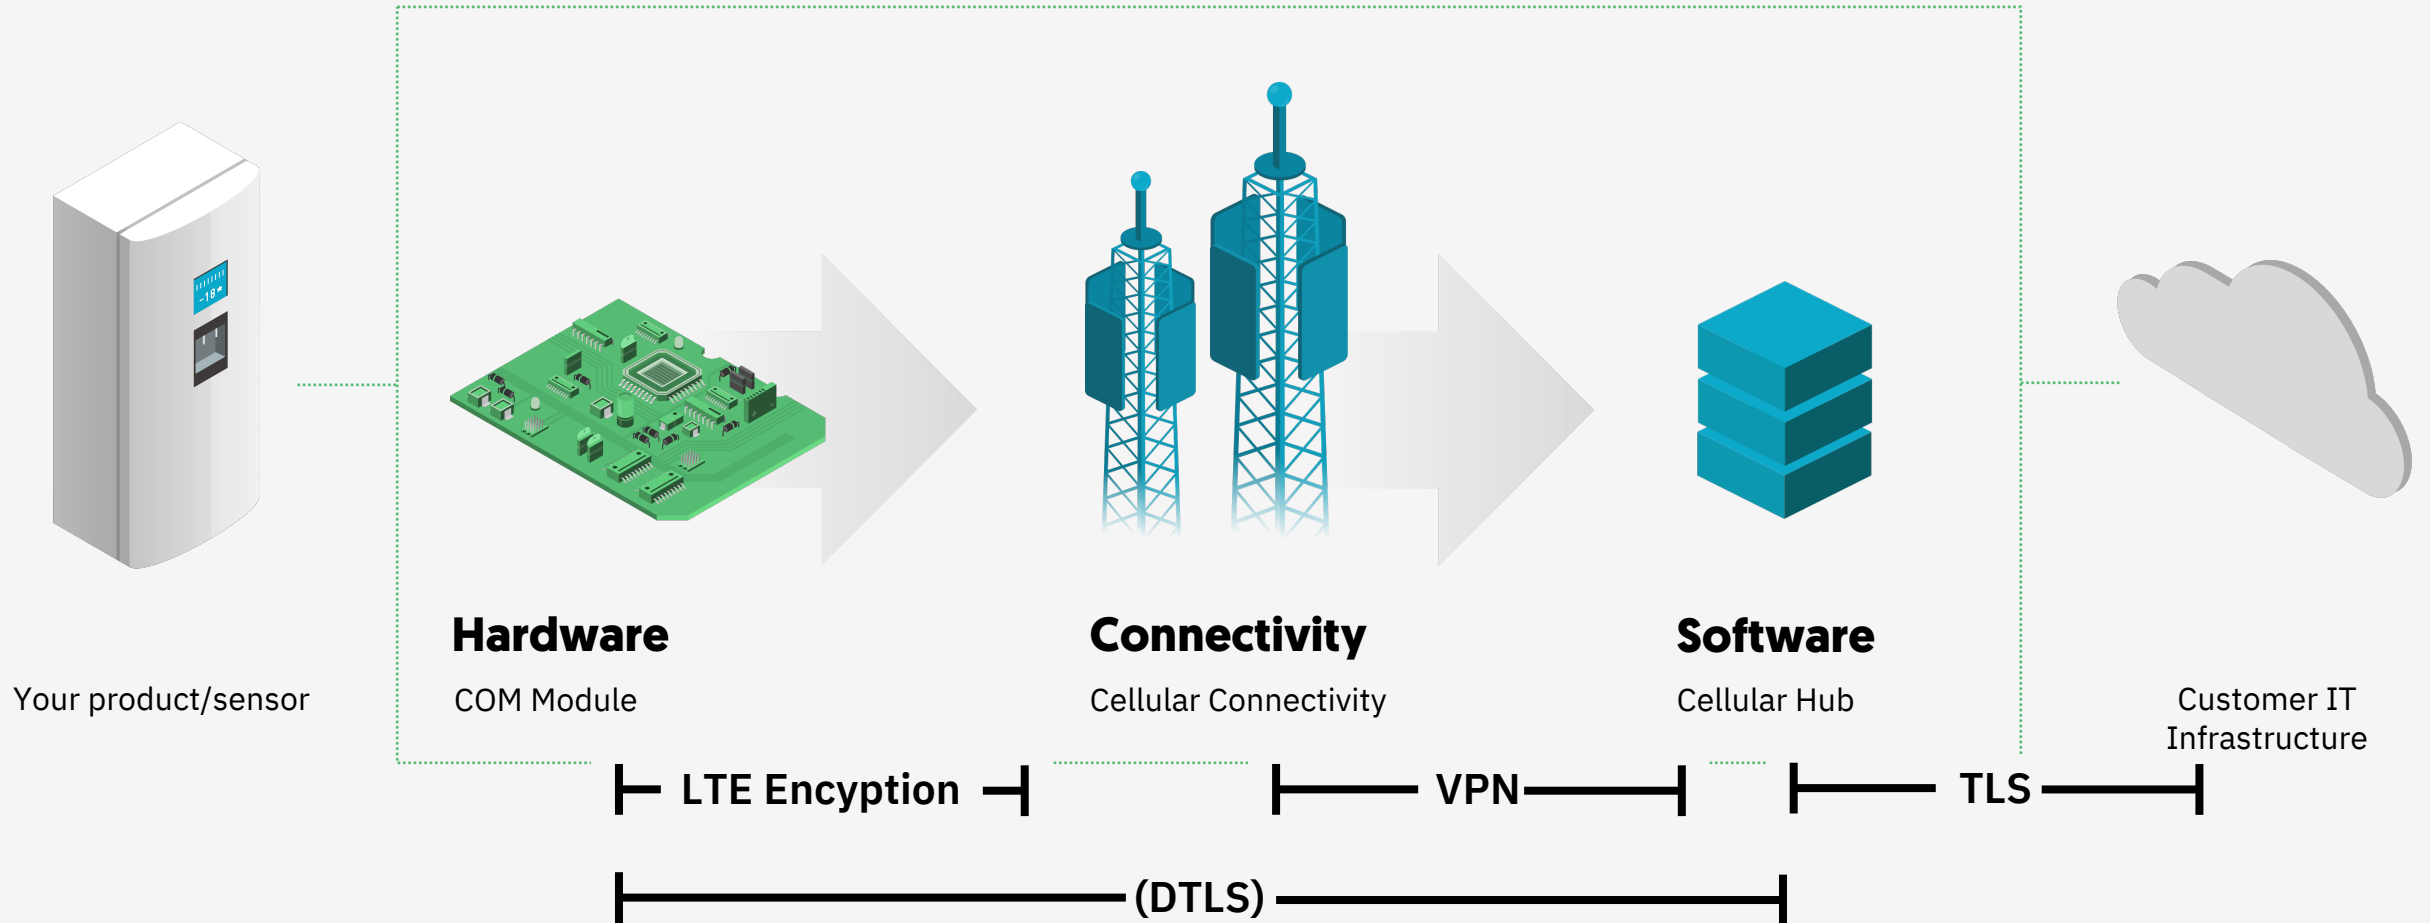 -18*
Hardware
Connectivity
Software
Your product/sensor
COM Module
Cellular Connectivity
Cellular Hub
Customer IT
Infrastructure
LTE Encyption
VPN
TLS
(DTLS)